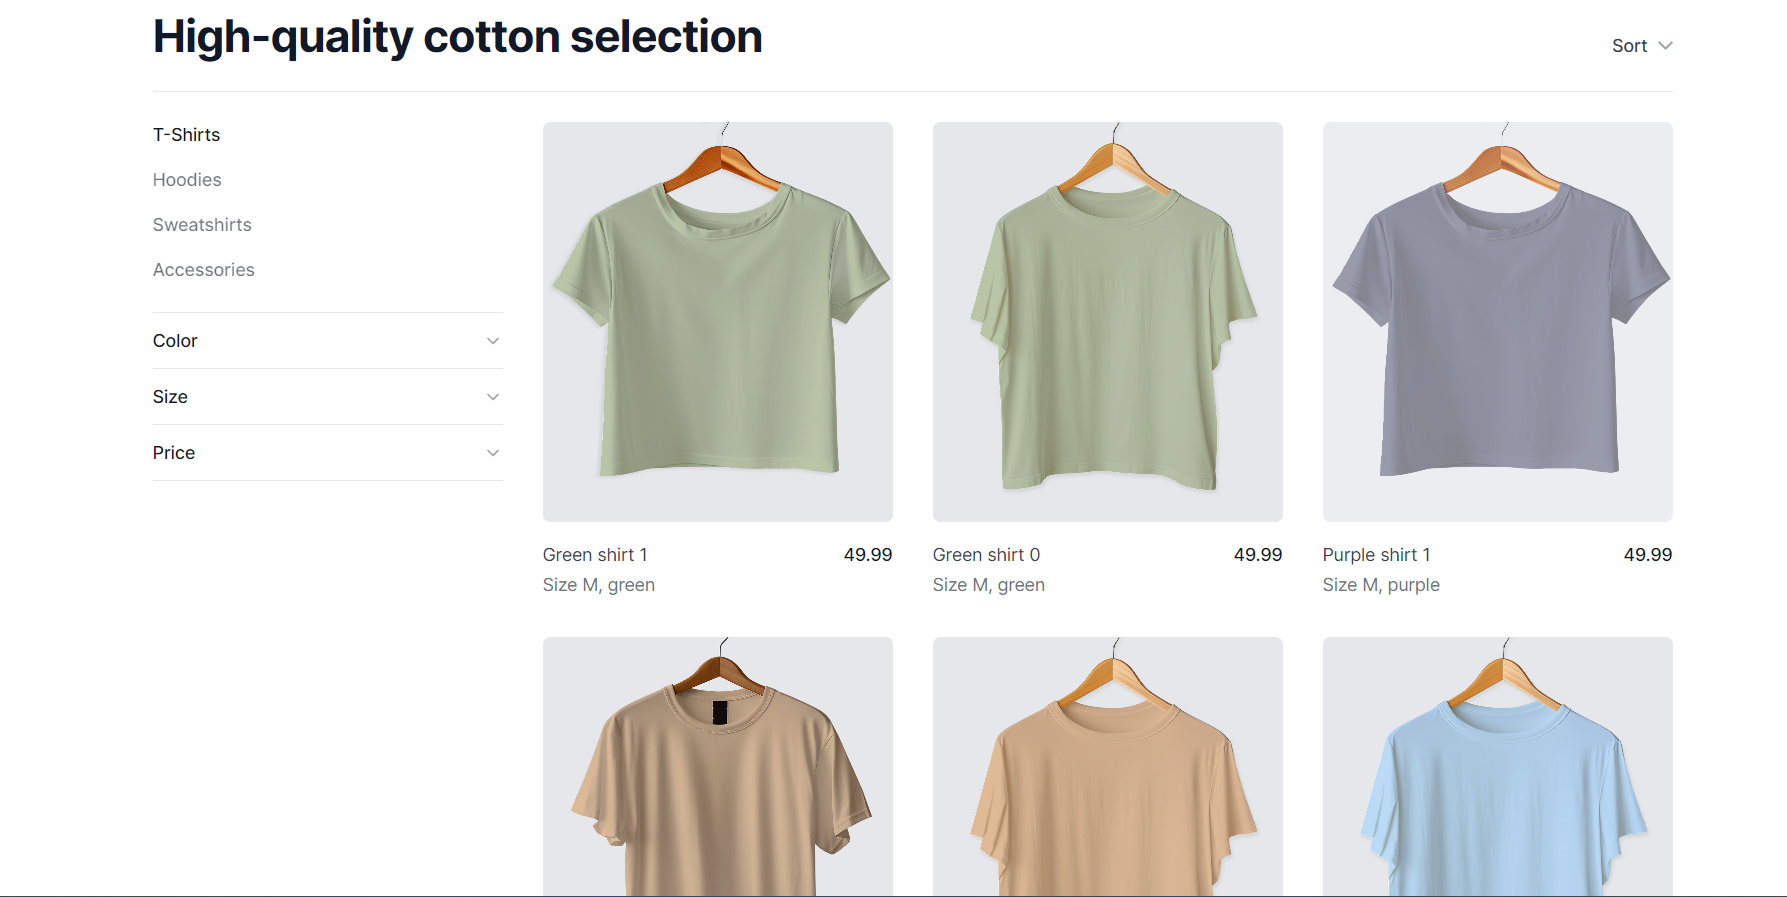 High-quality cotton selection
Sort
T-Shirts
Hoodies
Sweatshirts
Accessories
Color
Size
Price
Green shirt 1
49.99
Size M, green
Green shirt 0
49.99
Size M, green
Purple shirt 1
49.99
Size M, purple